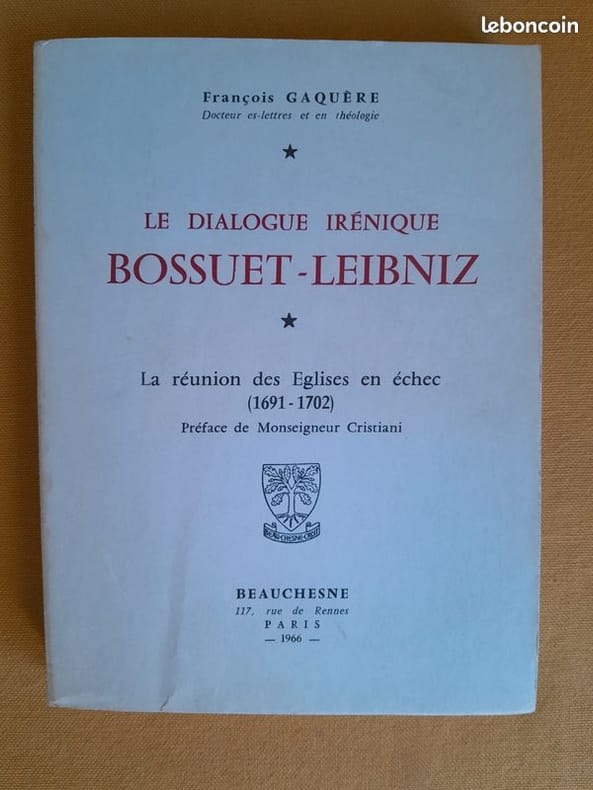 leboncoin
François GAQUÈRE
Docteur es-lettres et en théologie
LE DIALOGUE IRÉNIQUE
BOSSUET-LEIBNIZ
La réunion des Eglises en échec
(1691-1702)
Préface de Monseigneur Cristiani
BEAUCHESNE
117, rue de Rennes
PARIS
— 1966 —